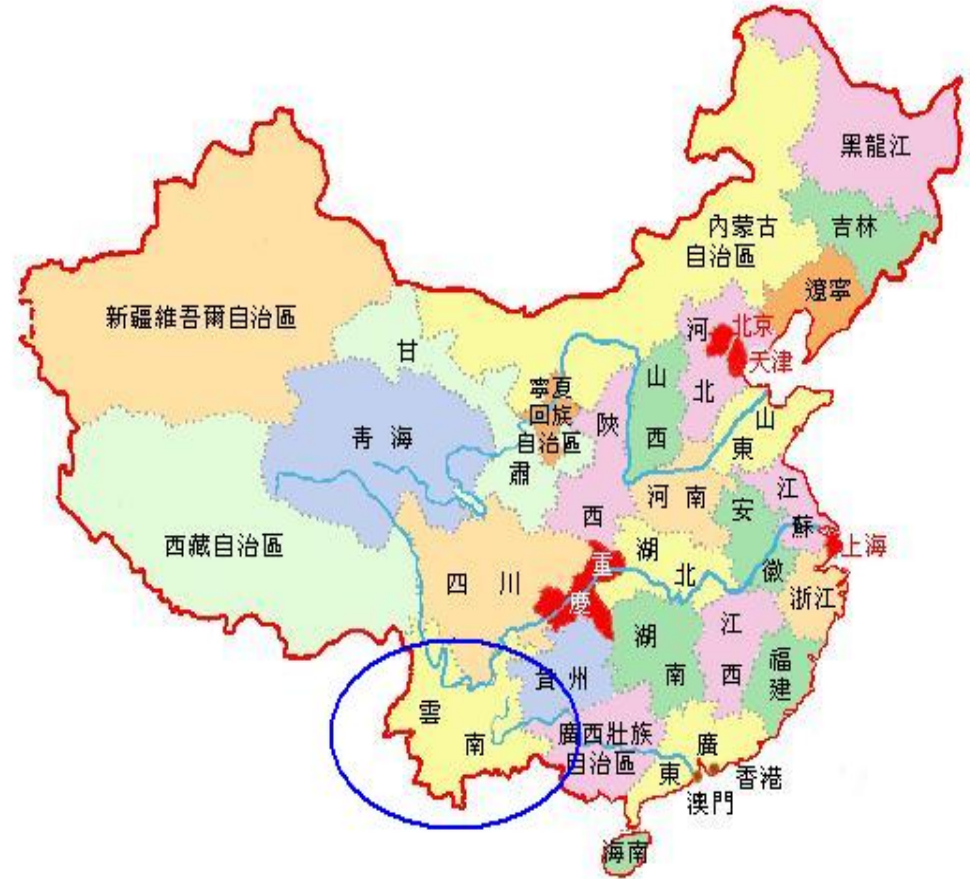 黑龍江
吉林
內蒙古
自治區
遼寧
新疆維吾爾自治區
北京
天津
河
北
甘
肅
寧夏
回族
自治區
山
西
陝
西
山
東
青海
河南
江
蘇
安
徽
上海
西藏自治區
四川
重
慶
湖
北
浙江
湖
南
江
西
福
建
雲
南
貴州
廣西壯族
自治區
廣
東
香港
澳門
海南